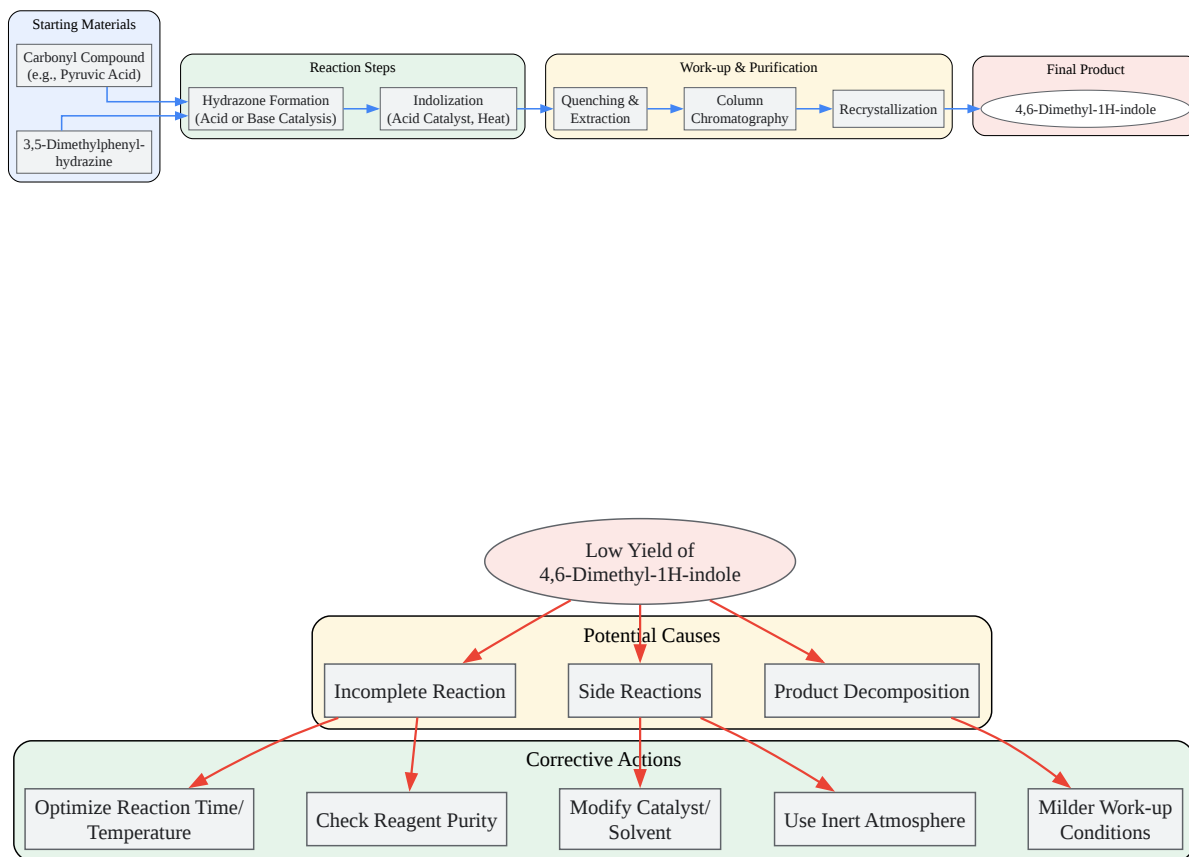 Starting Materials
Carbonyl Compound
(e.g., Pyruvic Acid)
3,5-Dimethylphenyl-
hydrazine
Reaction Steps
Hydrazone Formation
(Acid or Base Catalysis)
Indolization
(Acid Catalyst, Heat)
Work-up & Purification
Quenching &
Extraction
Column
Chromatography
Recrystallization
Final Product
4,6-Dimethyl-1H-indole
Low Yield of
4,6-Dimethyl-1H-indole
Potential Causes
Incomplete Reaction
Side Reactions
Product Decomposition
Corrective Actions
Optimize Reaction Time/
Temperature
Check Reagent Purity
Modify Catalyst/
Solvent
Use Inert Atmosphere
Milder Work-up
Conditions